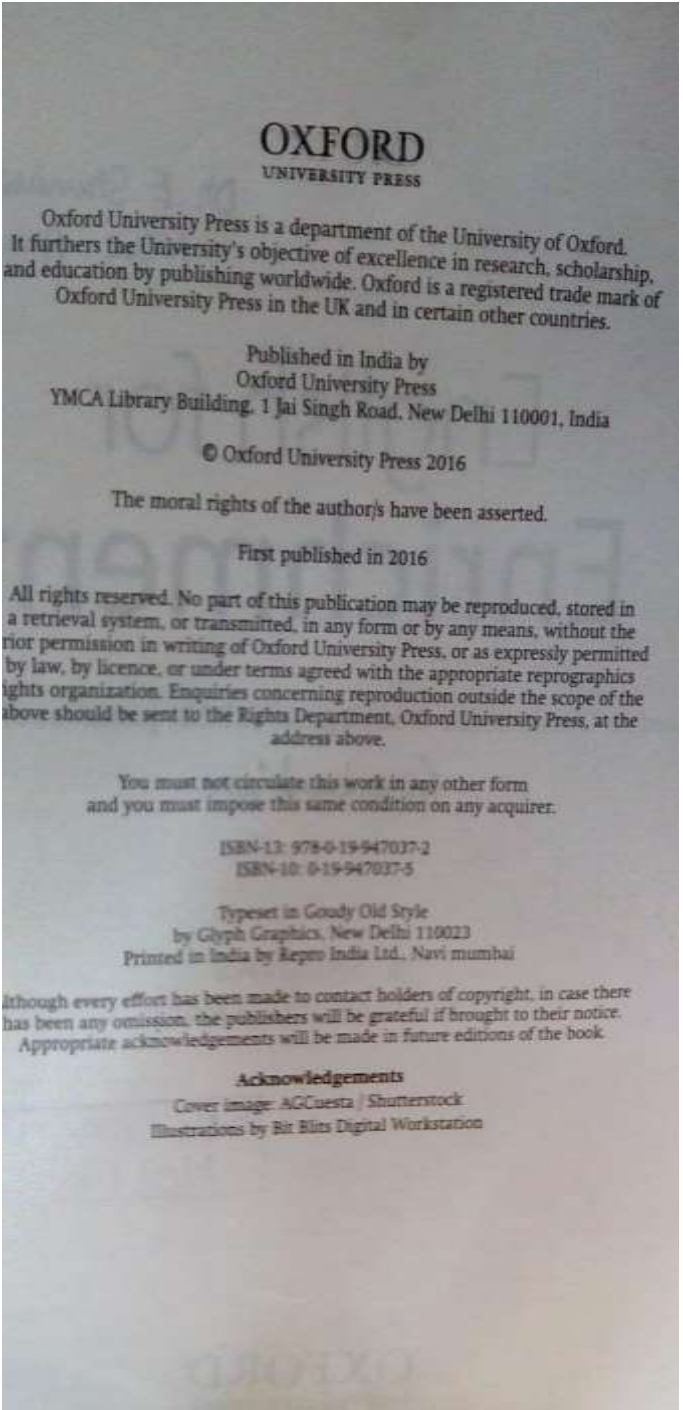 OXFORD
UNIVERSITY PRESS
Oxford University Press is a department of the University of Oxford.
It furthers the University's objective of excellence in research, scholarship,
and education by publishing worldwide. Oxford is a registered trade mark of
Oxford University Press in the UK and in certain other countries.
Published in India by
Oxford University Press
YMCA Library Building, 1 Jai Singh Road, New Delhi 110001, India
© Oxford University Press 2016
The moral rights of the author/s have been asserted.
First published in 2016
All rights reserved. No part of this publication may be reproduced, stored in
a retrieval system, or transmitted, in any form or by any means, without the
rior permission in writing of Oxford University Press, or as expressly permitted
by law, by licence, or under terms agreed with the appropriate reprographics
ights organization. Enquiries concerning reproduction outside the scope of the
above should be sent to the Rights Department, Oxford University Press, at the
address above.
You must not circulate this work in any other form
and you must impose this same condition on any acquirer.
ISBN-13: 978-0-19-947037-2
ISBN-10: 0-19-947037-5
Typeset in Goudy Old Style
by Glyph Graphics, New Delhi 110023
Printed in India by Repro India Ltd., Navi mumbai
lthough every effort has been made to contact holders of copyright, in case there
has been any omission, the publishers will be grateful if brought to their notice.
Appropriate acknowledgements will be made in future editions of the book.
Acknowledgements
Cover image: AGCuesta / Shutterstock
Illustrations by Bit Blits Digital Workstation